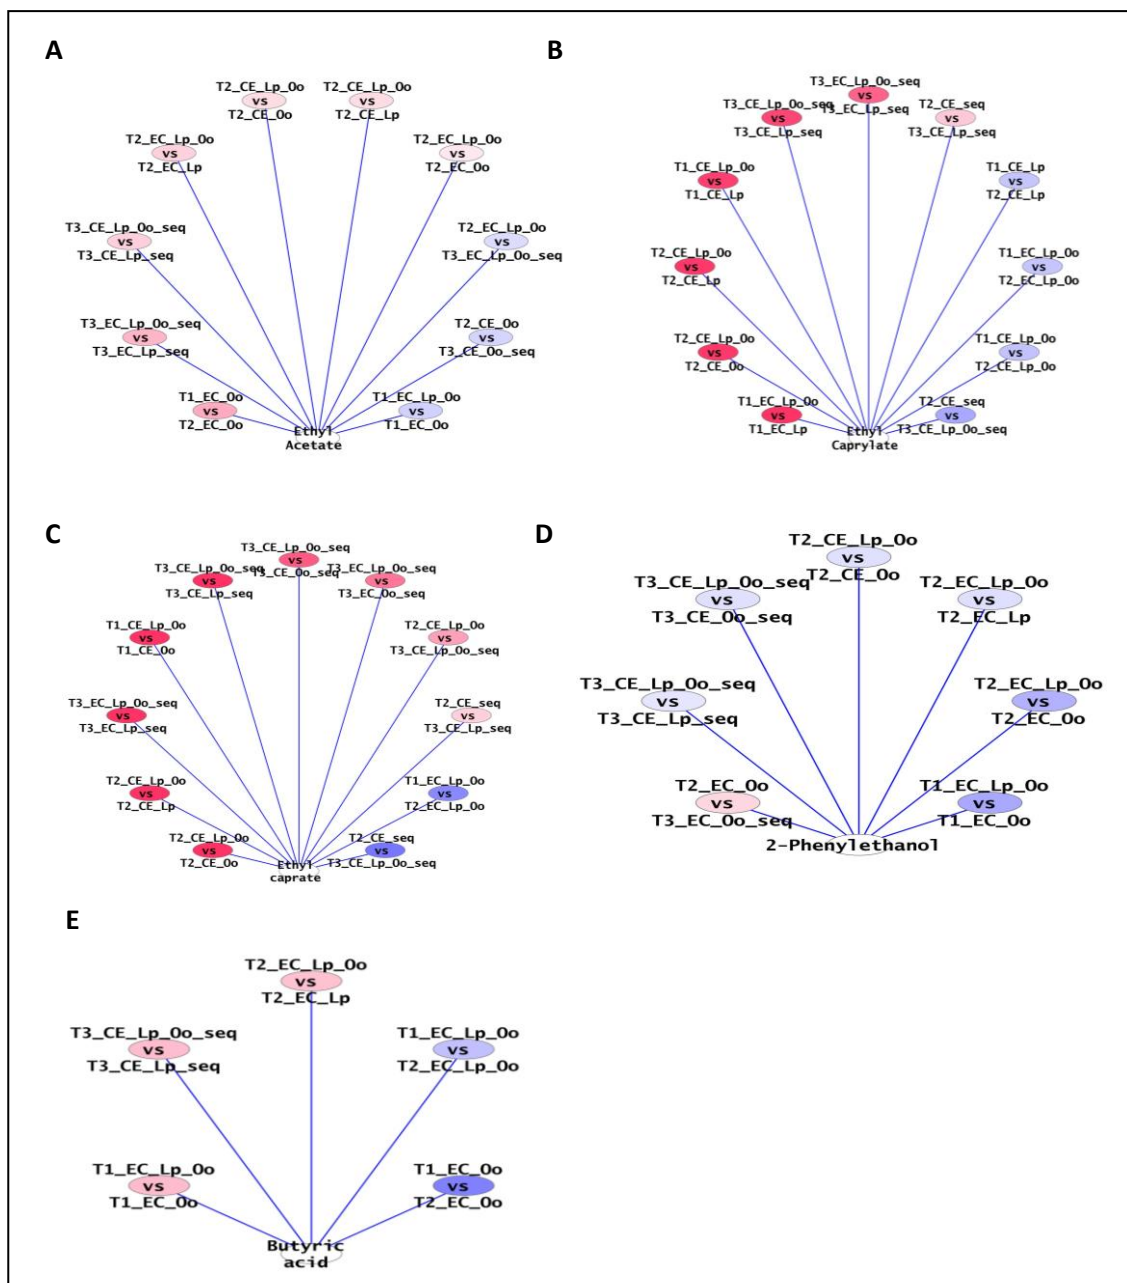 A
T2_CE_Lp_Oo
vs
T2_CE_Oo
T2_CE_Lp_Oo
vs
T2_CE_Lp
T2_EC_Lp_Oo
vs
T2_EC_Lp
T2_EC_Lp_Oo
vs
T2_EC_Oo
T3_CE_Lp_Oo_seq
vs
T3_CE_Lp_seq
T2_EC_Lp_Oo
vs
T3_EC_Lp_Oo_seq
T3_EC_Lp_Oo_seq
vs
T3_EC_Lp_seq
T2_CE_Oo
vs
T3_CE_Oo_seq
T1_EC_Oo
vs
T2_EC_Oo
T1_EC_Lp_Oo
vs
T1_EC_Oo
Ethyl
Acetate
B
T3_EC_Lp_Oo_seq
vs
T3_EC_Lp_seq
T3_CE_Lp_Oo_seq
vs
T3_CE_Lp_seq
T2_CE_seq
vs
T3_CE_Lp_seq
T1_CE_Lp_Oo
vs
T1_CE_Lp
T1_CE_Lp
vs
T2_CE_Lp
T2_CE_Lp_Oo
vs
T2_CE_Lp
T1_EC_Lp_Oo
vs
T2_EC_Lp_Oo
T2_CE_Lp_Oo
vs
T2_CE_Oo
T1_CE_Lp_Oo
vs
T2_CE_Lp_Oo
T1_EC_Lp_Oo
vs
T1_EC_Lp
T2_CE_seq
vs
T3_CE_Lp_Oo_seq
Ethyl
Caprylate
C
T3_CE_Lp_Oo_seq
vs
T3_CE_Oo_seq
T3_CE_Lp_Oo_seq
vs
T3_CE_Lp_seq
T3_EC_Lp_Oo_seq
vs
T3_EC_Oo_seq
T1_CE_Lp_Oo
vs
T1_CE_Oo
T2_CE_Lp_Oo
vs
T3_CE_Lp_Oo_seq
T3_EC_Lp_Oo_seq
vs
T3_EC_Lp_seq
T2_CE_seq
vs
T3_CE_Lp_seq
T2_CE_Lp_Oo
vs
T2_CE_Lp
T1_EC_Lp_Oo
vs
T2_EC_Lp_Oo
T2_CE_Lp_Oo
vs
T2_CE_Oo
T2_CE_seq
vs
T3_CE_Lp_Oo_seq
Ethyl
caprate
D
T2_CE_Lp_Oo
vs
T2_CE_Oo
T3_CE_Lp_Oo_seq
vs
T3_CE_Oo_seq
T2_EC_Lp_Oo
vs
T2_EC_Lp
T3_CE_Lp_Oo_seq
vs
T3_CE_Lp_seq
T2_EC_Lp_Oo
vs
T2_EC_Oo
T2_EC_Oo
vs
T3_EC_Oo_seq
T1_EC_Lp_Oo
vs
T1_EC_Oo
2-Phenylethanol
E
T2_EC_Lp_Oo
vs
T2_EC_Lp
T3_CE_Lp_Oo_seq
vs
T3_CE_Lp_seq
T1_EC_Lp_Oo
vs
T2_EC_Lp_Oo
T1_EC_Lp_Oo
vs
T1_EC_Oo
T1_EC_Oo
vs
T2_EC_Oo
Butyric
acid